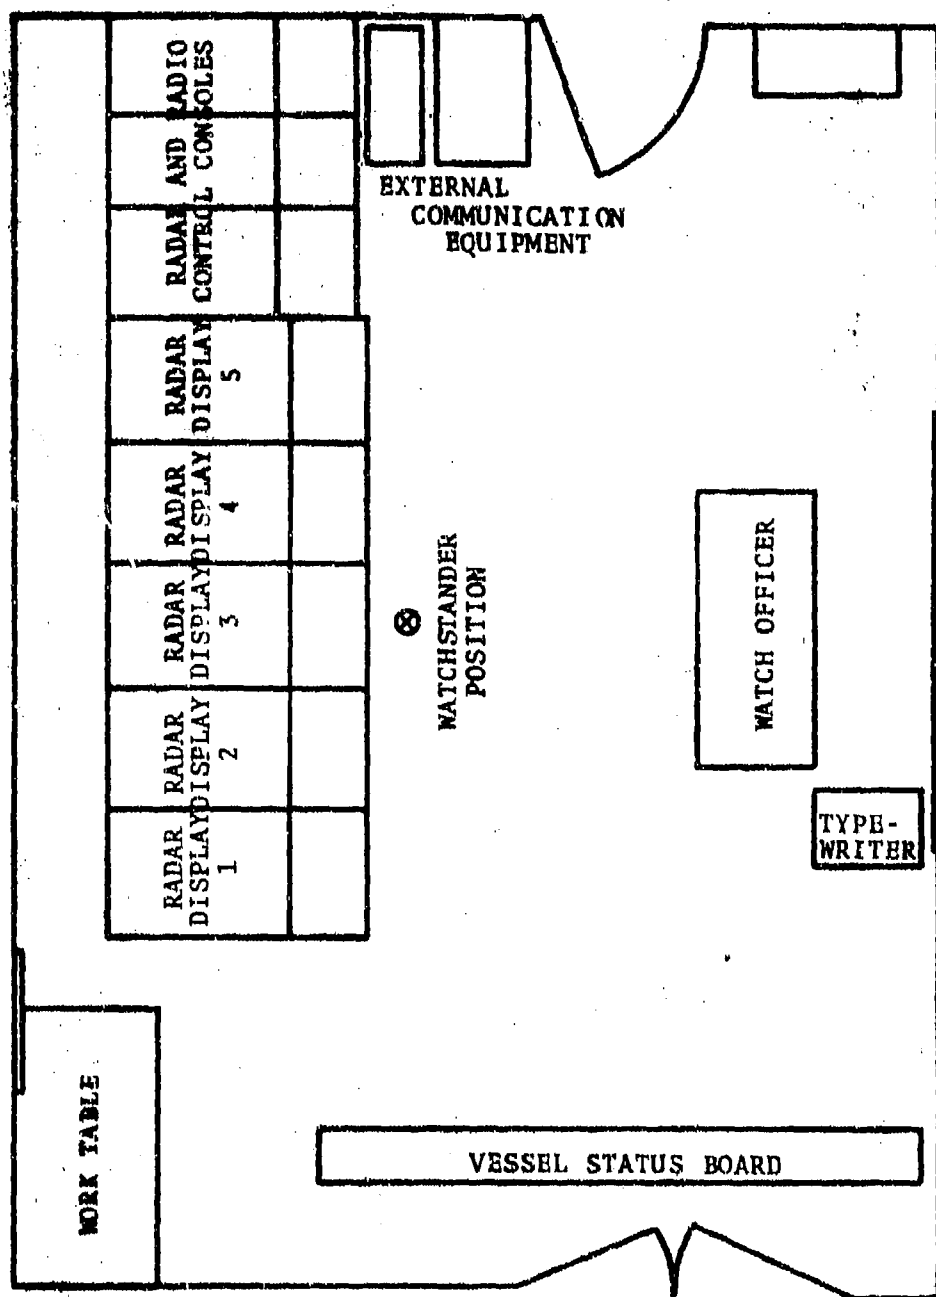 RADAR AND RADIO
CONTROL CONSOLES
EXTERNAL
COMMUNICATION
EQUIPMENT
RADAR
DISPLAY
5
RADAR
DISPLAY
4
RADAR
DISPLAY
3
RADAR
DISPLAY
2
RADAR
DISPLAY
1
WATCHSTANDER
POSITION
WATCH OFFICER
TYPE-
WRITER
WORK TABLE
VESSEL STATUS BOARD